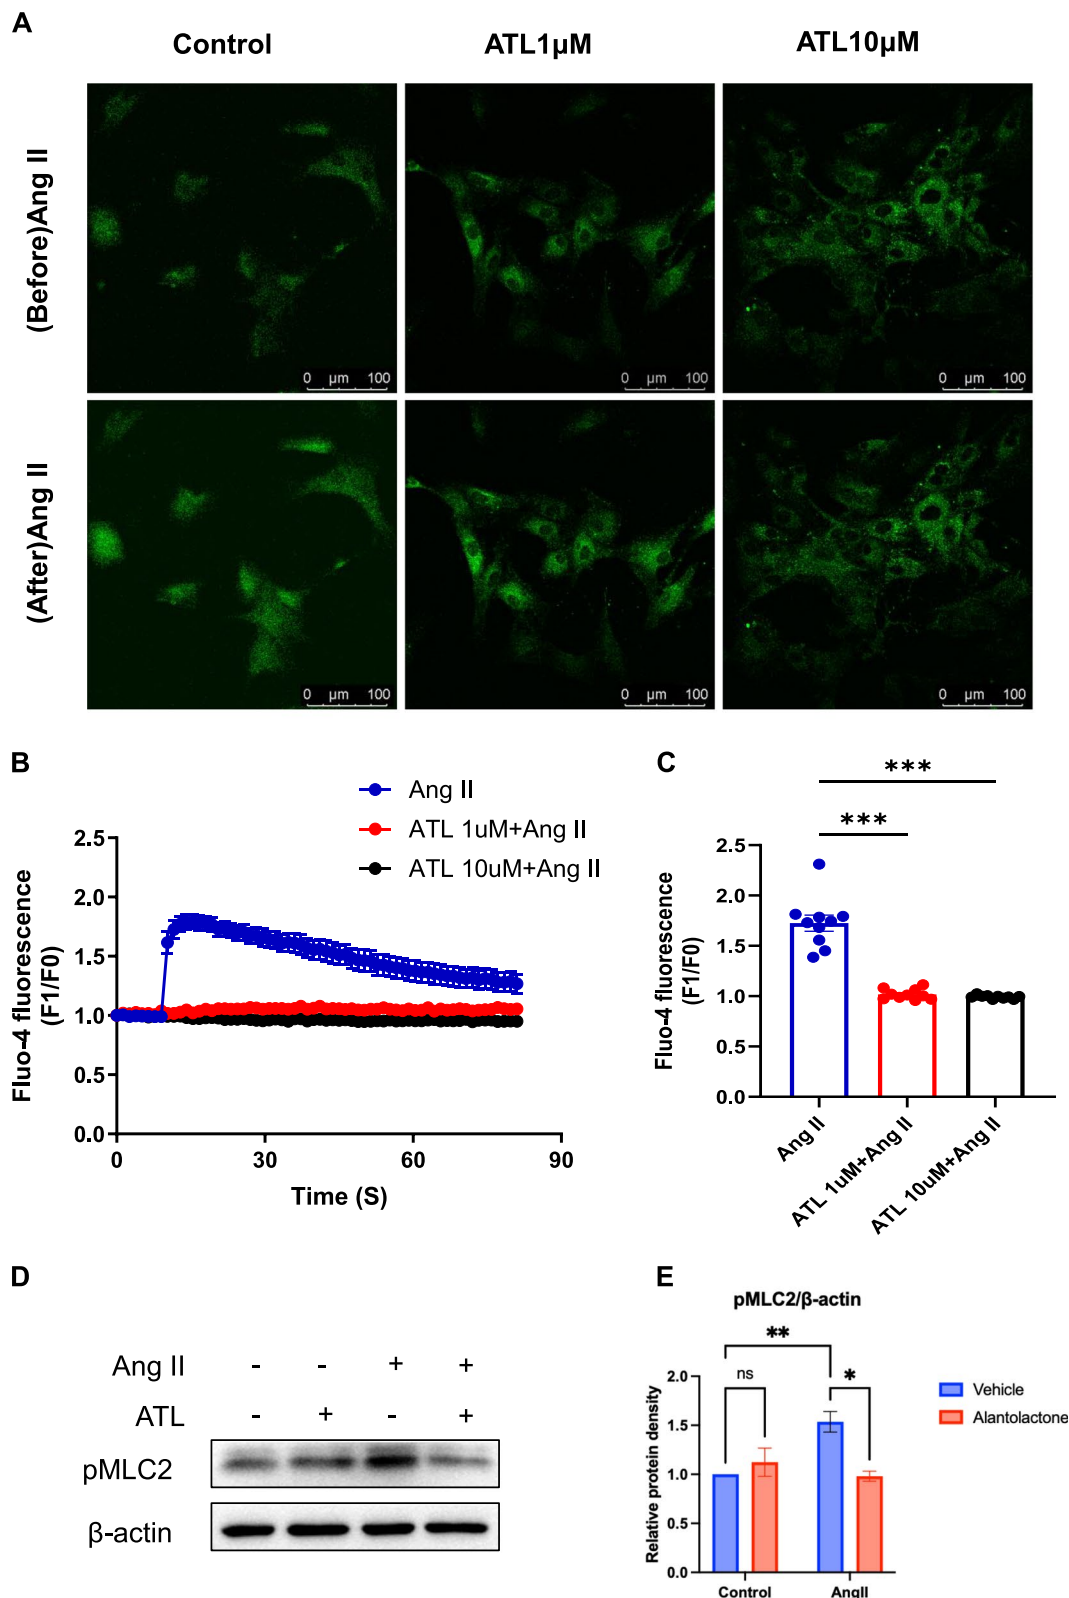 A
Control
ATL1μM
ATL10μM
(Before)Ang II
0 μm 100
0 μm 100
0 μm 100
(After)Ang II
0 μm 100
0 μm 100
0 μm 100
B
Ang II
ATL 1uM+Ang II
ATL 10uM+Ang II
Fluo-4 fluorescence
(F1/F0)
2.5
2.0
1.5
1.0
0.5
0.0
0 30 60 90
Time (S)
C
***
***
Fluo-4 fluorescence
(F1/F0)
2.5
2.0
1.5
1.0
0.5
0.0
Ang II
ATL 1uM+Ang II
ATL 10uM+Ang II
D
Ang II - - + +
ATL - + - +
pMLC2
β-actin
E
pMLC2/β-actin
**
ns
*
Relative protein density
2.0
1.5
1.0
0.5
0.0
Control AngII
Vehicle
Alantolactone